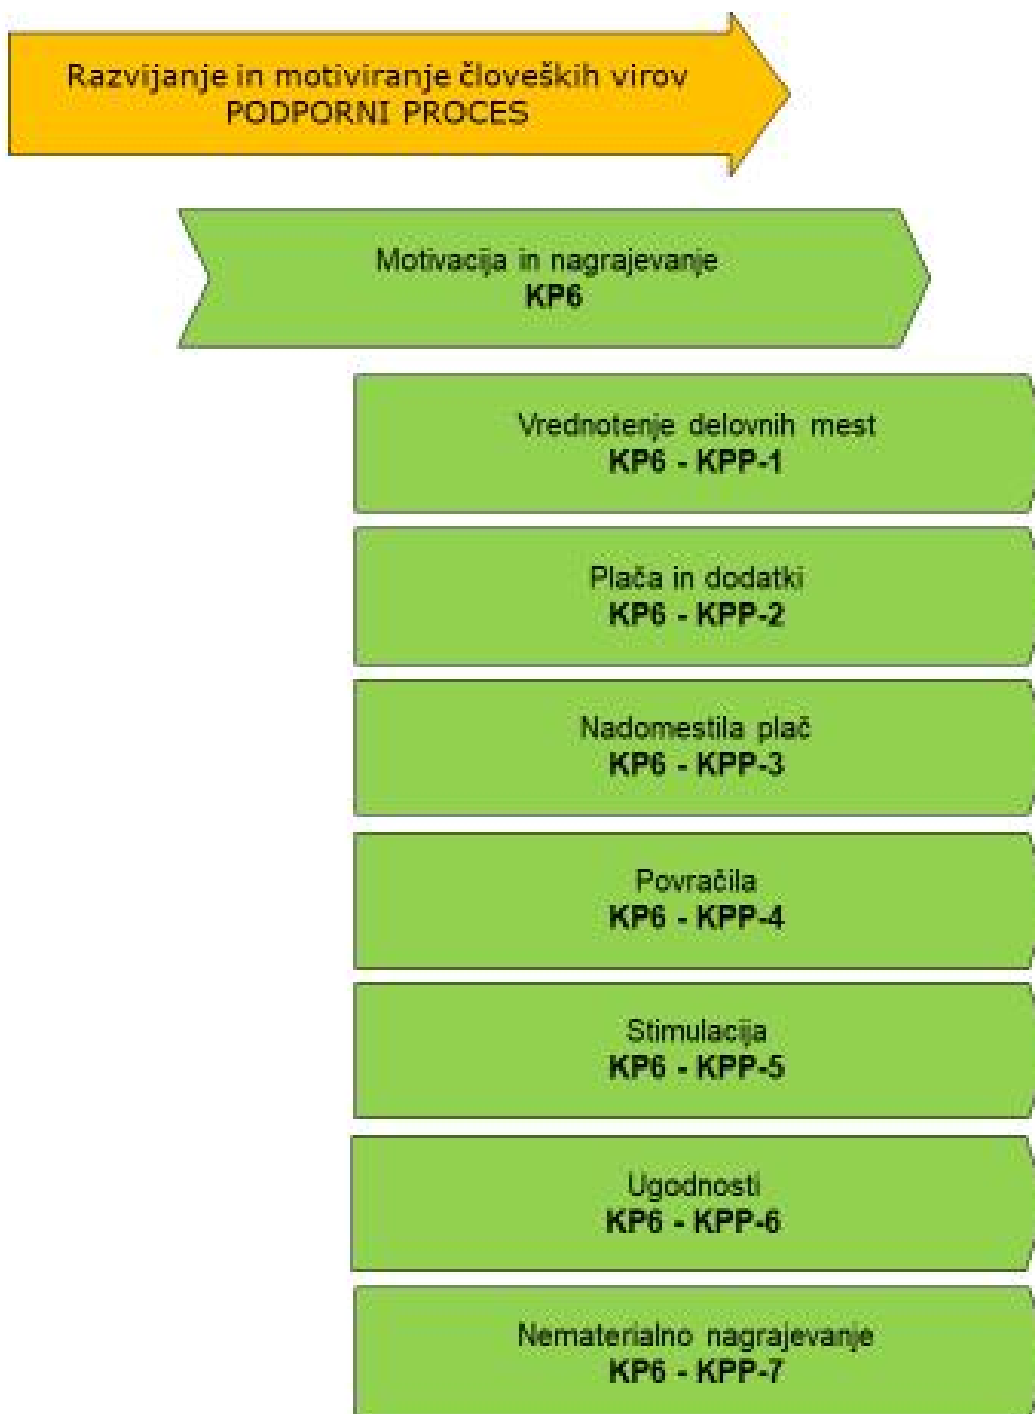 Razvijanje in motiviranje človeških virov
PODPORNI PROCES
Motivacija in nagrajevanje
KP6
Vrednotenje delovnih mest
KP6 - KPP-1
Plača in dodatki
KP6 - KPP-2
Nadomestila plač
KP6 - KPP-3
Povračila
KP6 - KPP-4
Stimulacija
KP6 - KPP-5
Ugodnosti
KP6 - KPP-6
Nematerialno nagrajevanje
KP6 - KPP-7